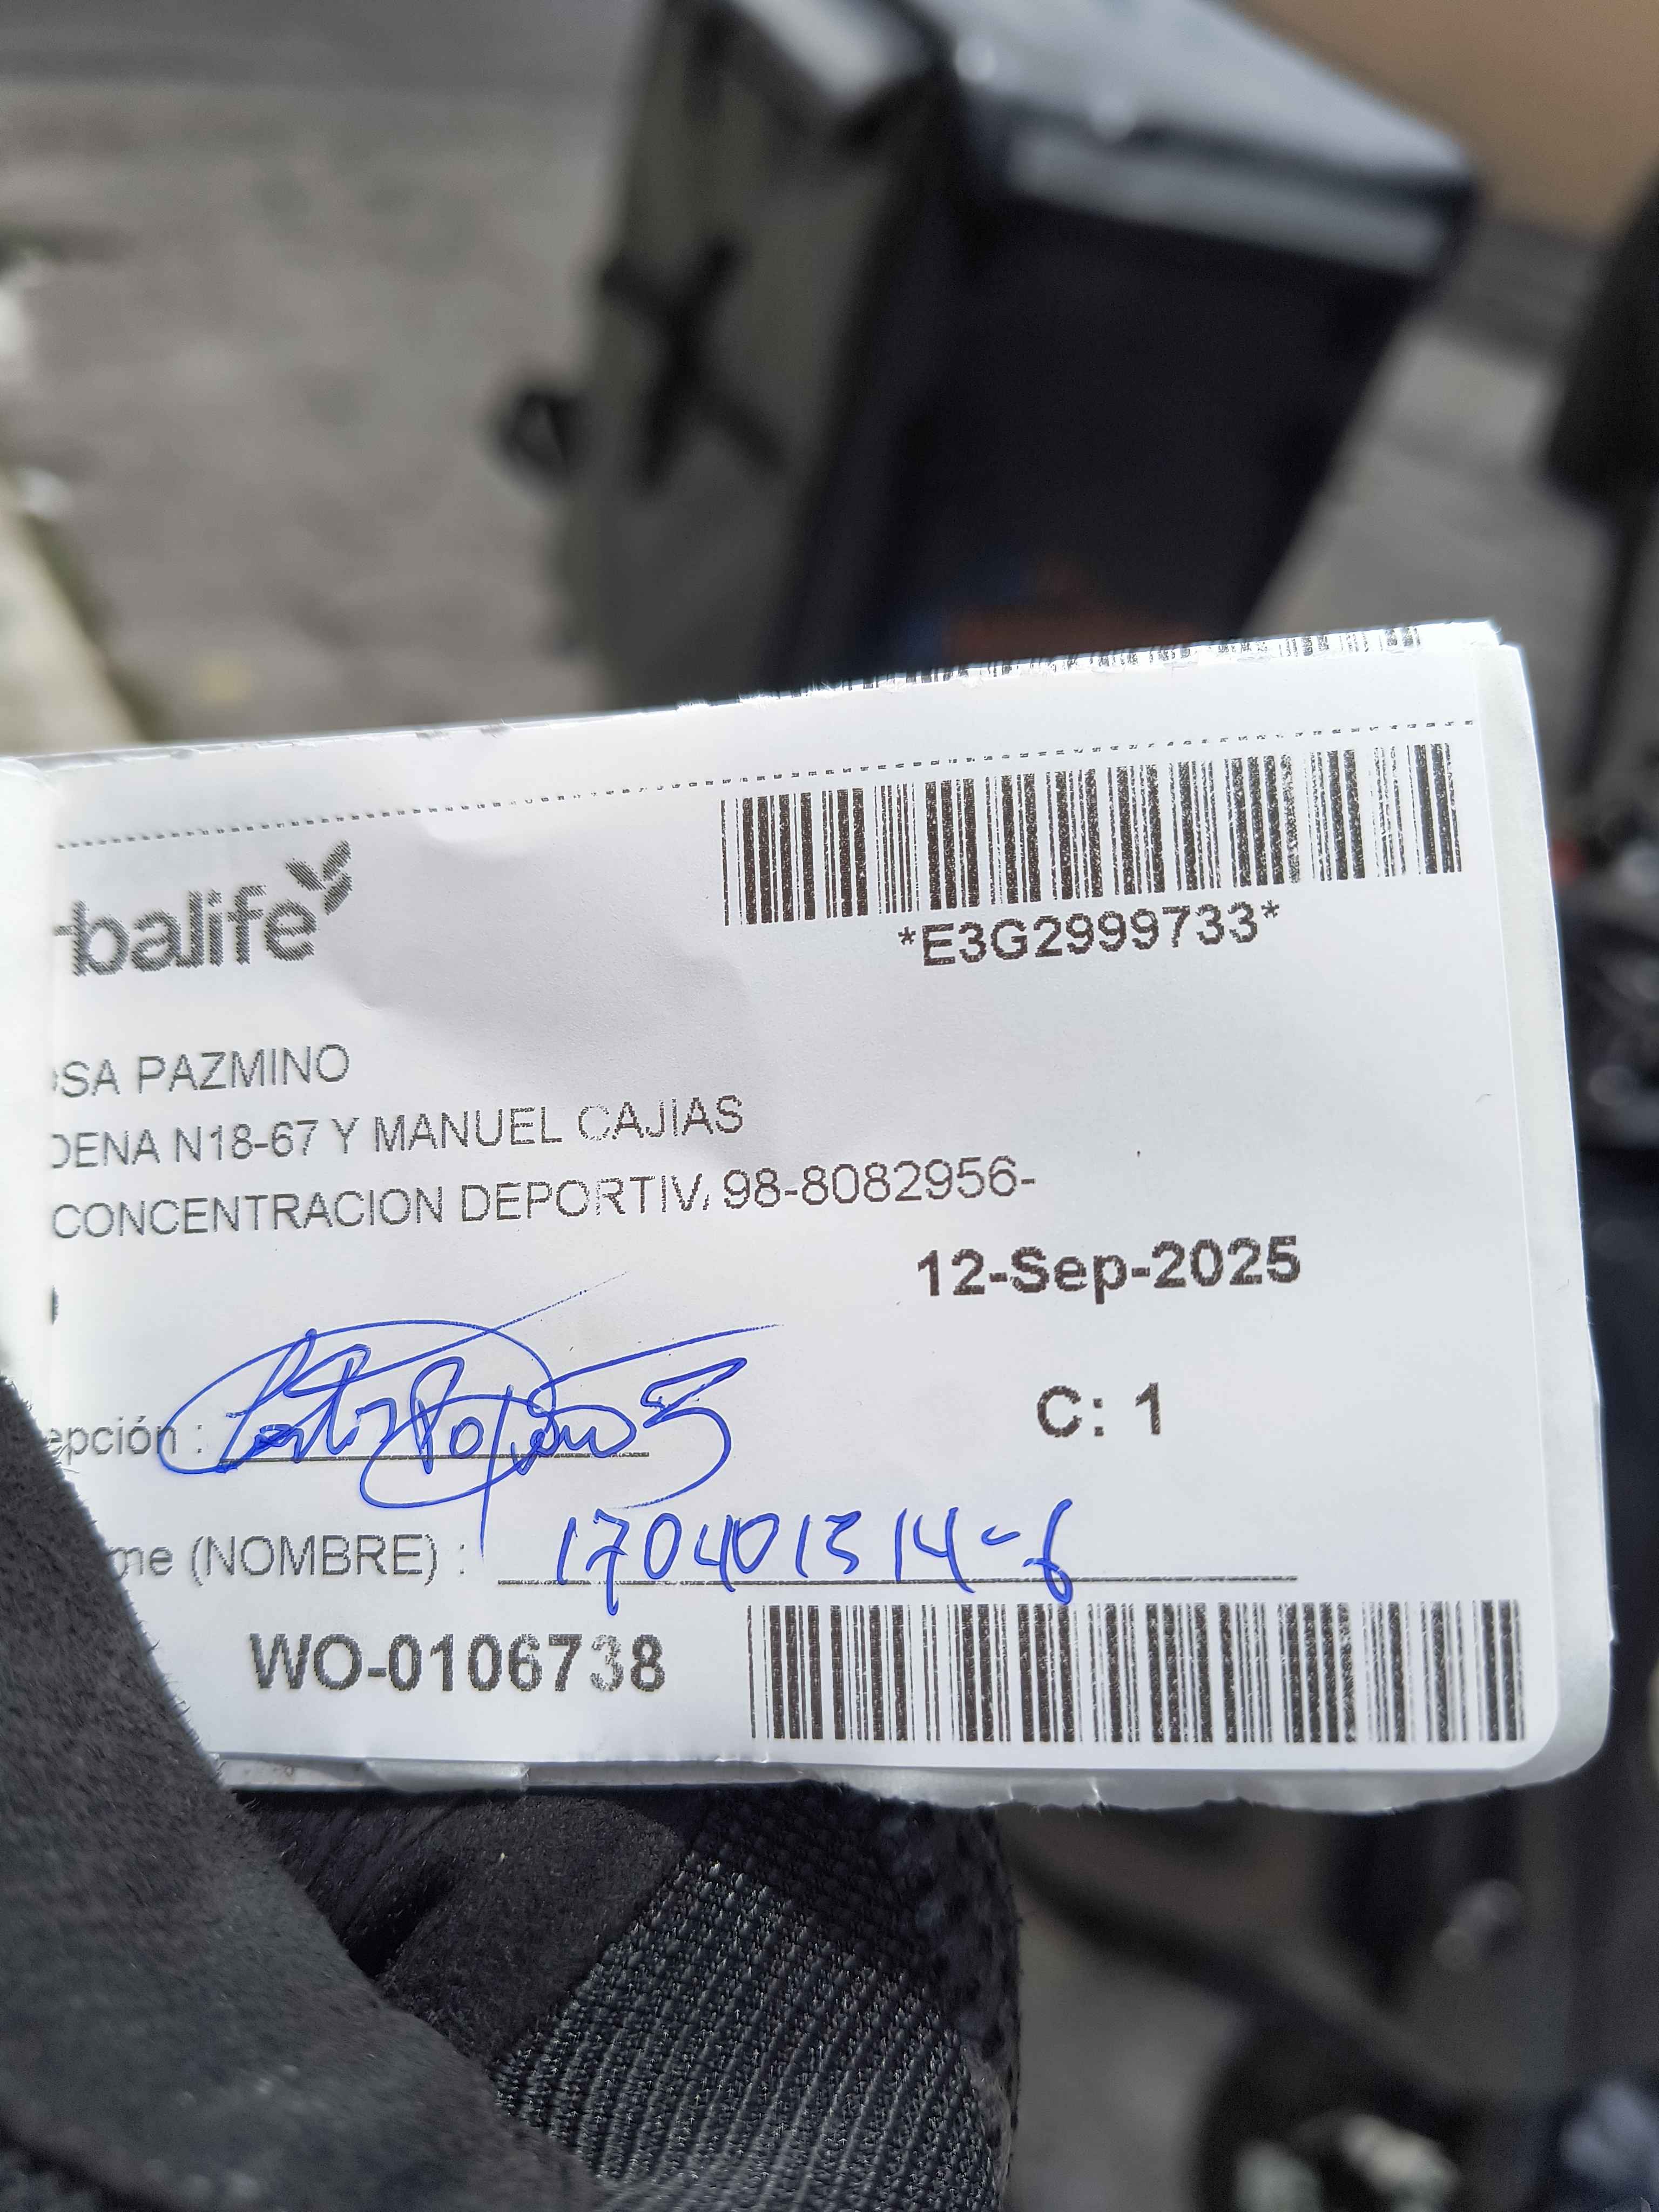 balife
*E3G2999733*
SA PAZMINO
DENA N18-67 Y MANUEL CAJIAS
CONCENTRACION DEPORTIV 98-8082956-
12-Sep-2025
epción :
C: 1
me (NOMBRE) : 170401314-6
WO-0106738